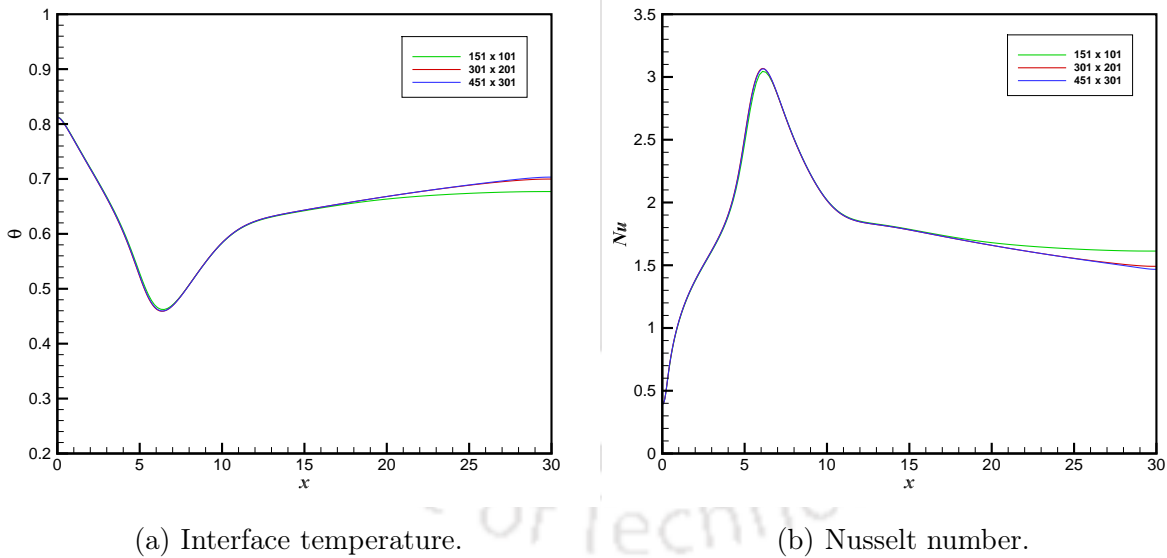 1
0.9
0.8
0.7
0.6
0.5
0.4
0.3
0.2
θ
0 5 10 15 20 25 30
x
151 x 101
301 x 201
451 x 301
(a) Interface temperature.
3.5
3
2.5
2
1.5
1
0.5
0
Nu
0 5 10 15 20 25 30
x
151 x 101
301 x 201
451 x 301
(b) Nusselt number.
of Techno